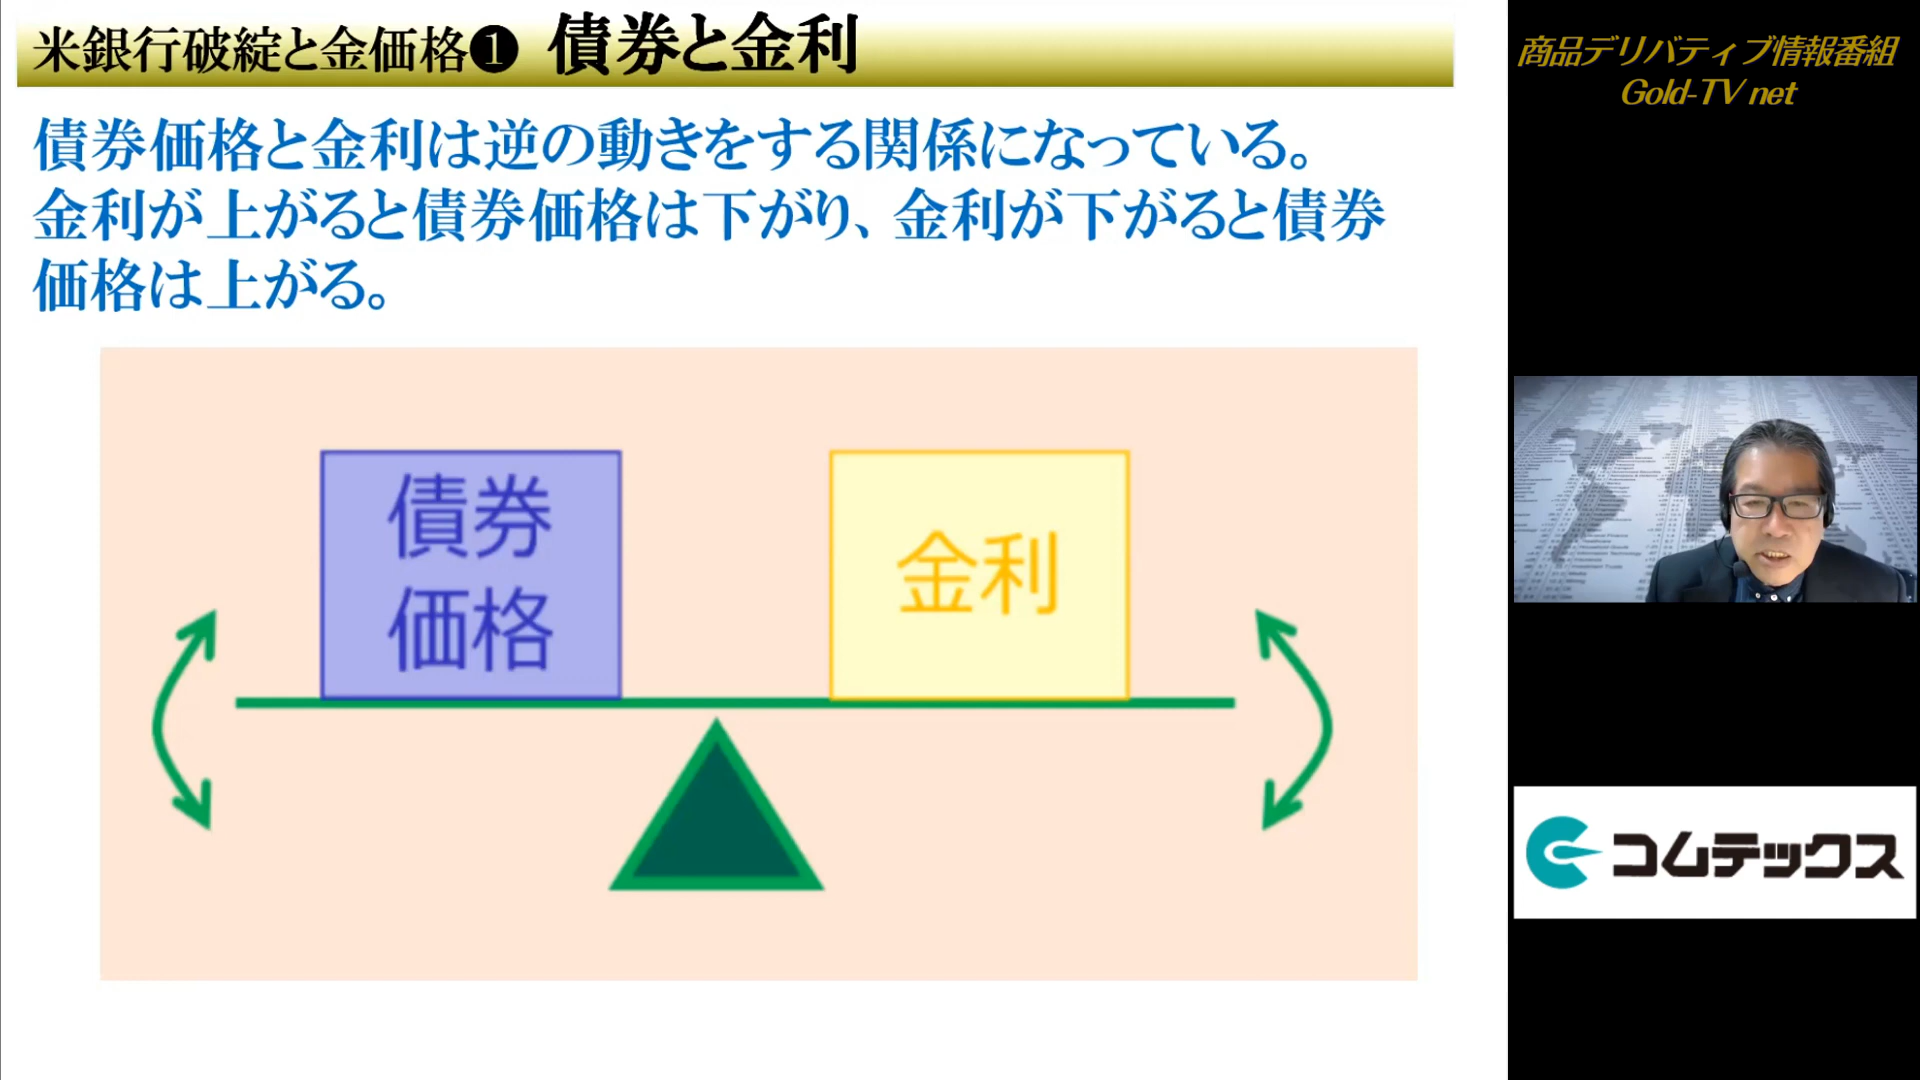 米銀行破綻と金価格❶ 債券と金利
債券価格と金利は逆の動きをする関係になっている。
金利が上がると債券価格は下がり、金利が下がると債券
価格は上がる。
債券
価格
金利
商品デリバティブ情報番組
Gold-TV net
コムテックス